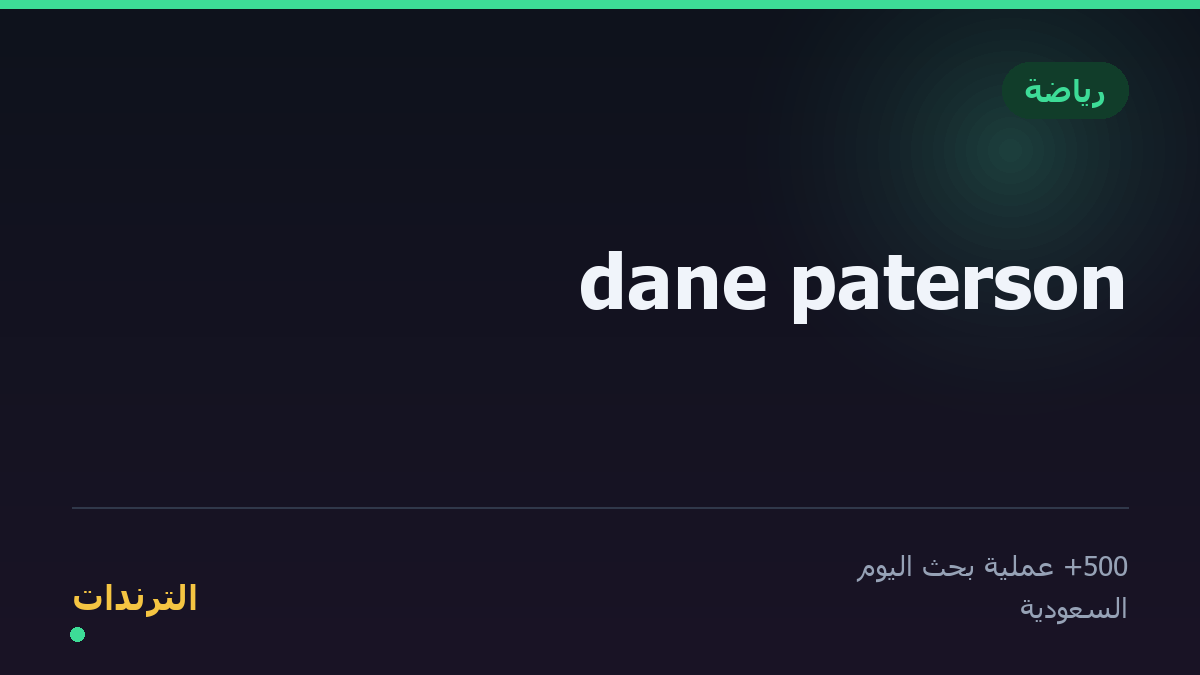 رياضة
dane paterson
500+ عملية بحث اليوم
السعودية
الترندات